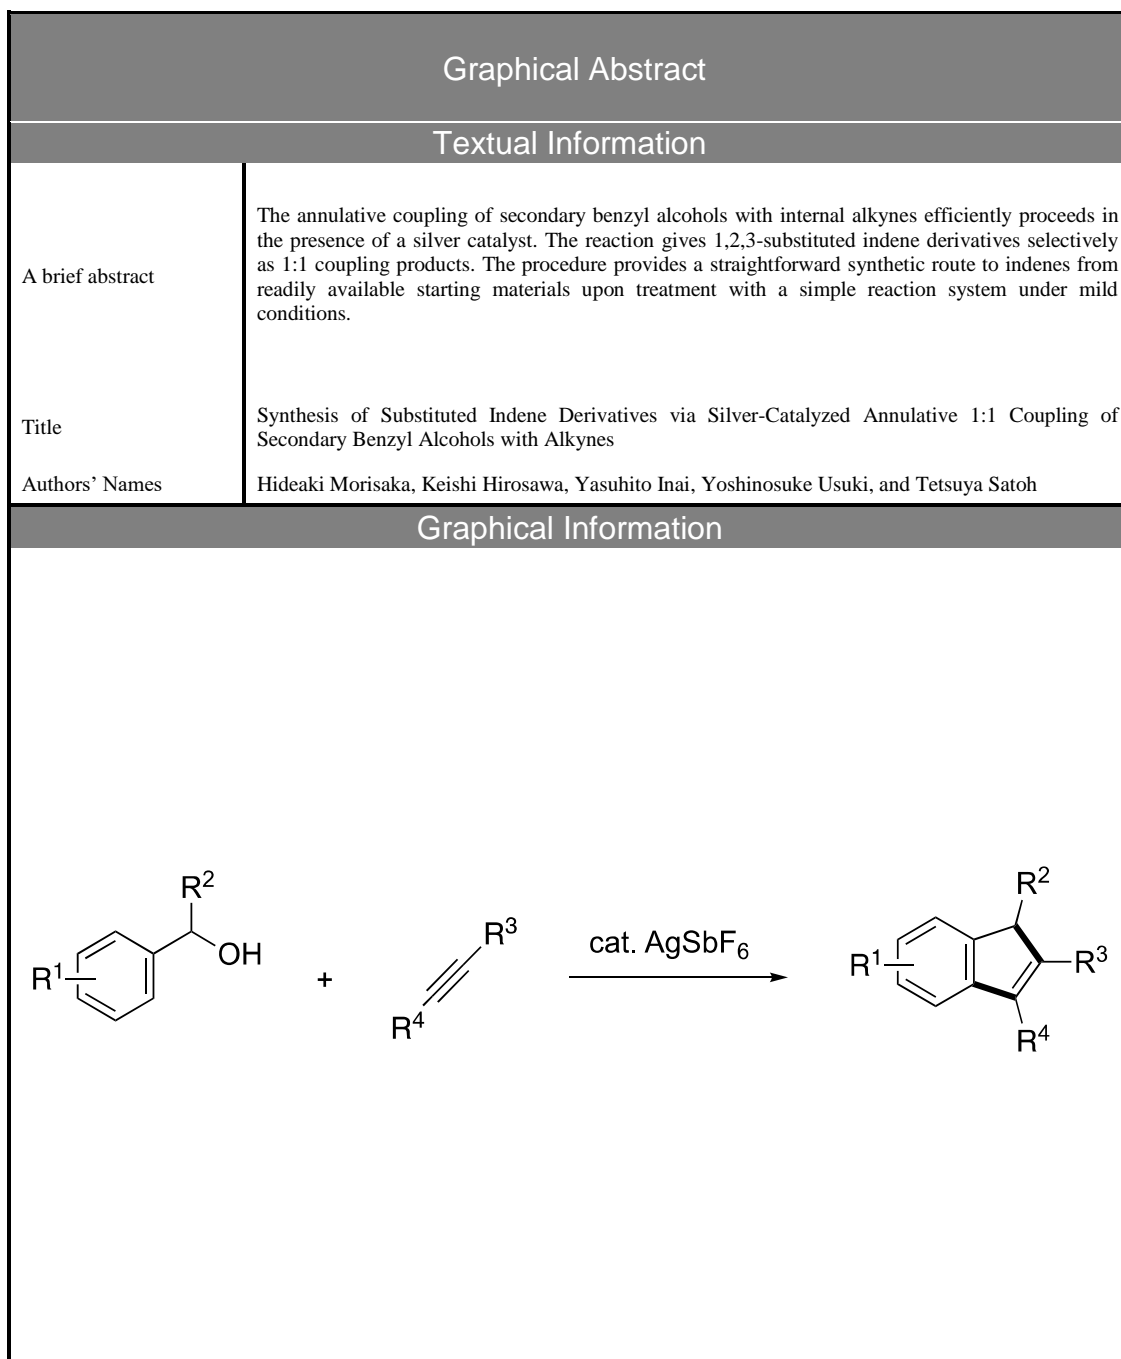 Graphical Abstract
Textual Information
A brief abstract
The annulative coupling of secondary benzyl alcohols with internal alkynes efficiently proceeds in
the presence of a silver catalyst. The reaction gives 1,2,3-substituted indene derivatives selectively
as 1:1 coupling products. The procedure provides a straightforward synthetic route to indenes from
readily available starting materials upon treatment with a simple reaction system under mild
conditions.
Title
Synthesis of Substituted Indene Derivatives via Silver-Catalyzed Annulative 1:1 Coupling of
Secondary Benzyl Alcohols with Alkynes
Authors’ Names
Hideaki Morisaka, Keishi Hirosawa, Yasuhito Inai, Yoshinosuke Usuki, and Tetsuya Satoh
Graphical Information
R²
OH
R¹
+
R³
R⁴
cat. AgSbF₆
R²
R¹
R³
R⁴